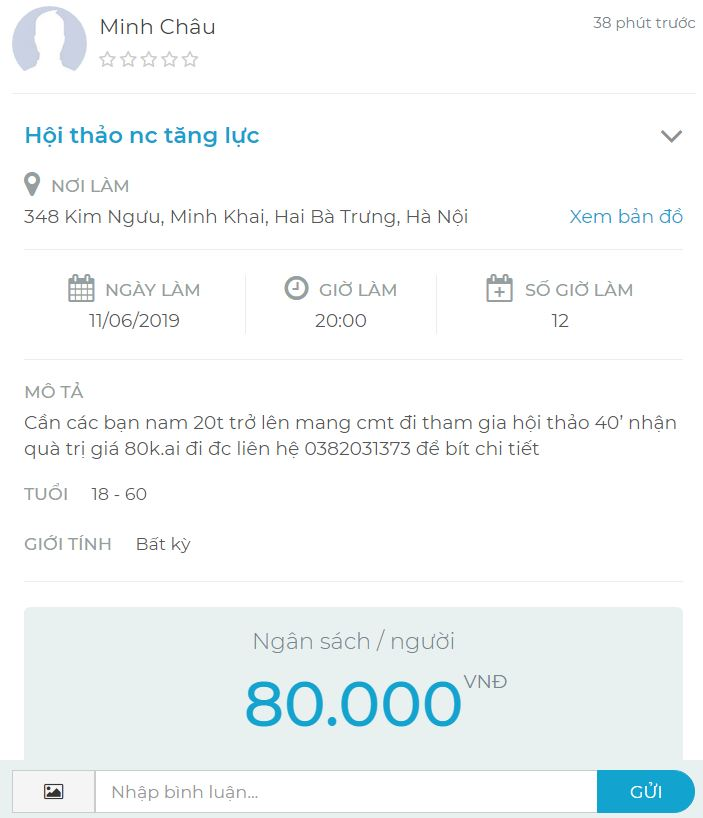 Minh Châu
38 phút trước
Hội thảo nc tăng lực
NƠI LÀM
348 Kim Ngưu, Minh Khai, Hai Bà Trưng, Hà Nội
Xem bản đồ
NGÀY LÀM
11/06/2019
GIỜ LÀM
20:00
SỐ GIỜ LÀM
12
MÔ TẢ
Cần các bạn nam 20t trở lên mang cmt đi tham gia hội thảo 40’ nhận
quà trị giá 80k.ai đi đc liên hệ 0382031373 để bít chi tiết
TUỔI 18 - 60
GIỚI TÍNH Bất kỳ
Ngân sách / người
80.000 VNĐ
Nhập bình luận...
GỬI